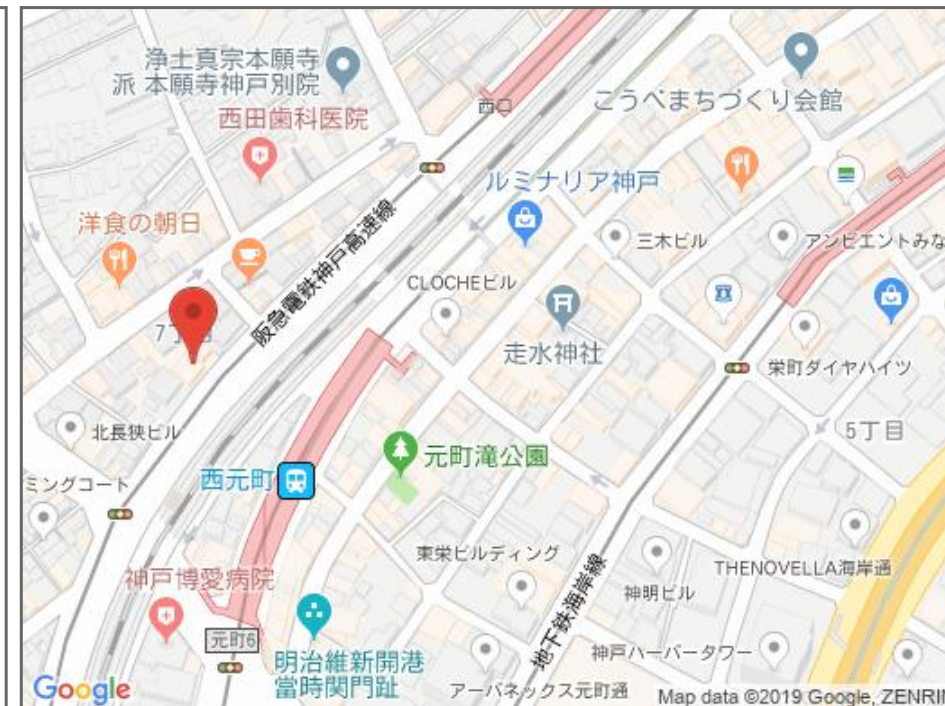 浄土真宗本願寺
派 本願寺神戸別院
西田歯科医院
西口
こうべまちづくり会館
ルミナリア神戸
洋食の朝日
三木ビル
アンビエントみな
阪急電鉄神戸高速線
CLOCHEビル
走水神社
栄町ダイヤハイツ
北長狭ビル
5丁目
元町滝公園
西元町
ミングコート
東栄ビルディング
THENOVELLA海岸通
神戸博愛病院
神明ビル
地下鉄海岸線
元町6
明治維新開港
當時関門趾
神戸ハーバータワー
アーバネックス元町通
Google
Map data ©2019 Google, ZENRIN